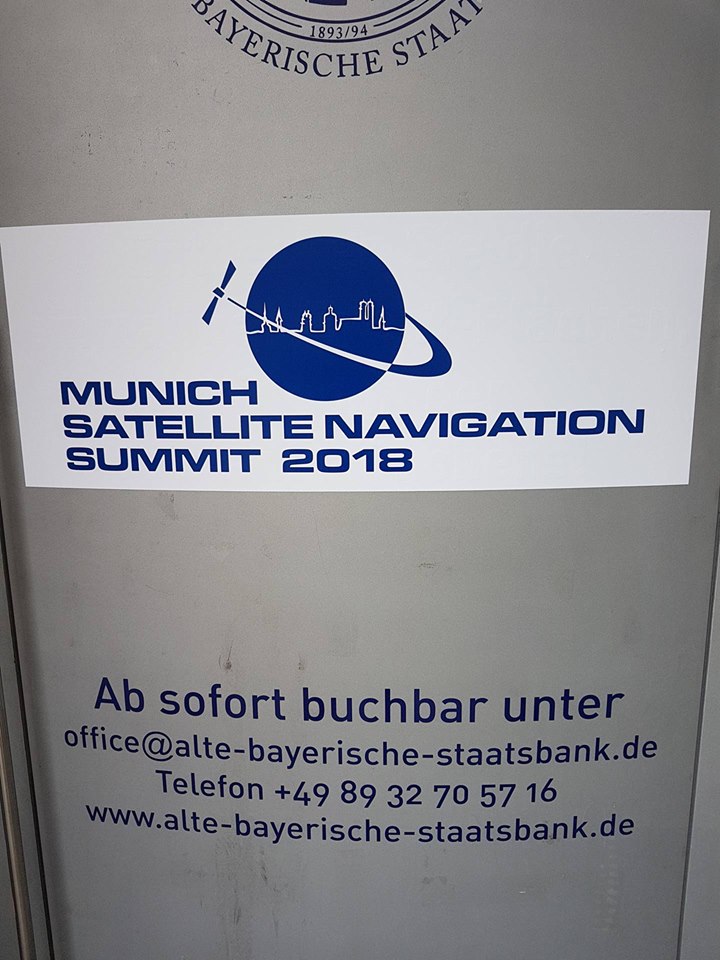 1893/94
BAYERISCHE
MUNICH
SATELLITE NAVIGATION
SUMMIT 2018
Ab sofort buchbar unter
office@alte-bayerische-staatsbank.de
Telefon +49 89 32 70 57 16
www.alte-bayerische-staatsbank.de